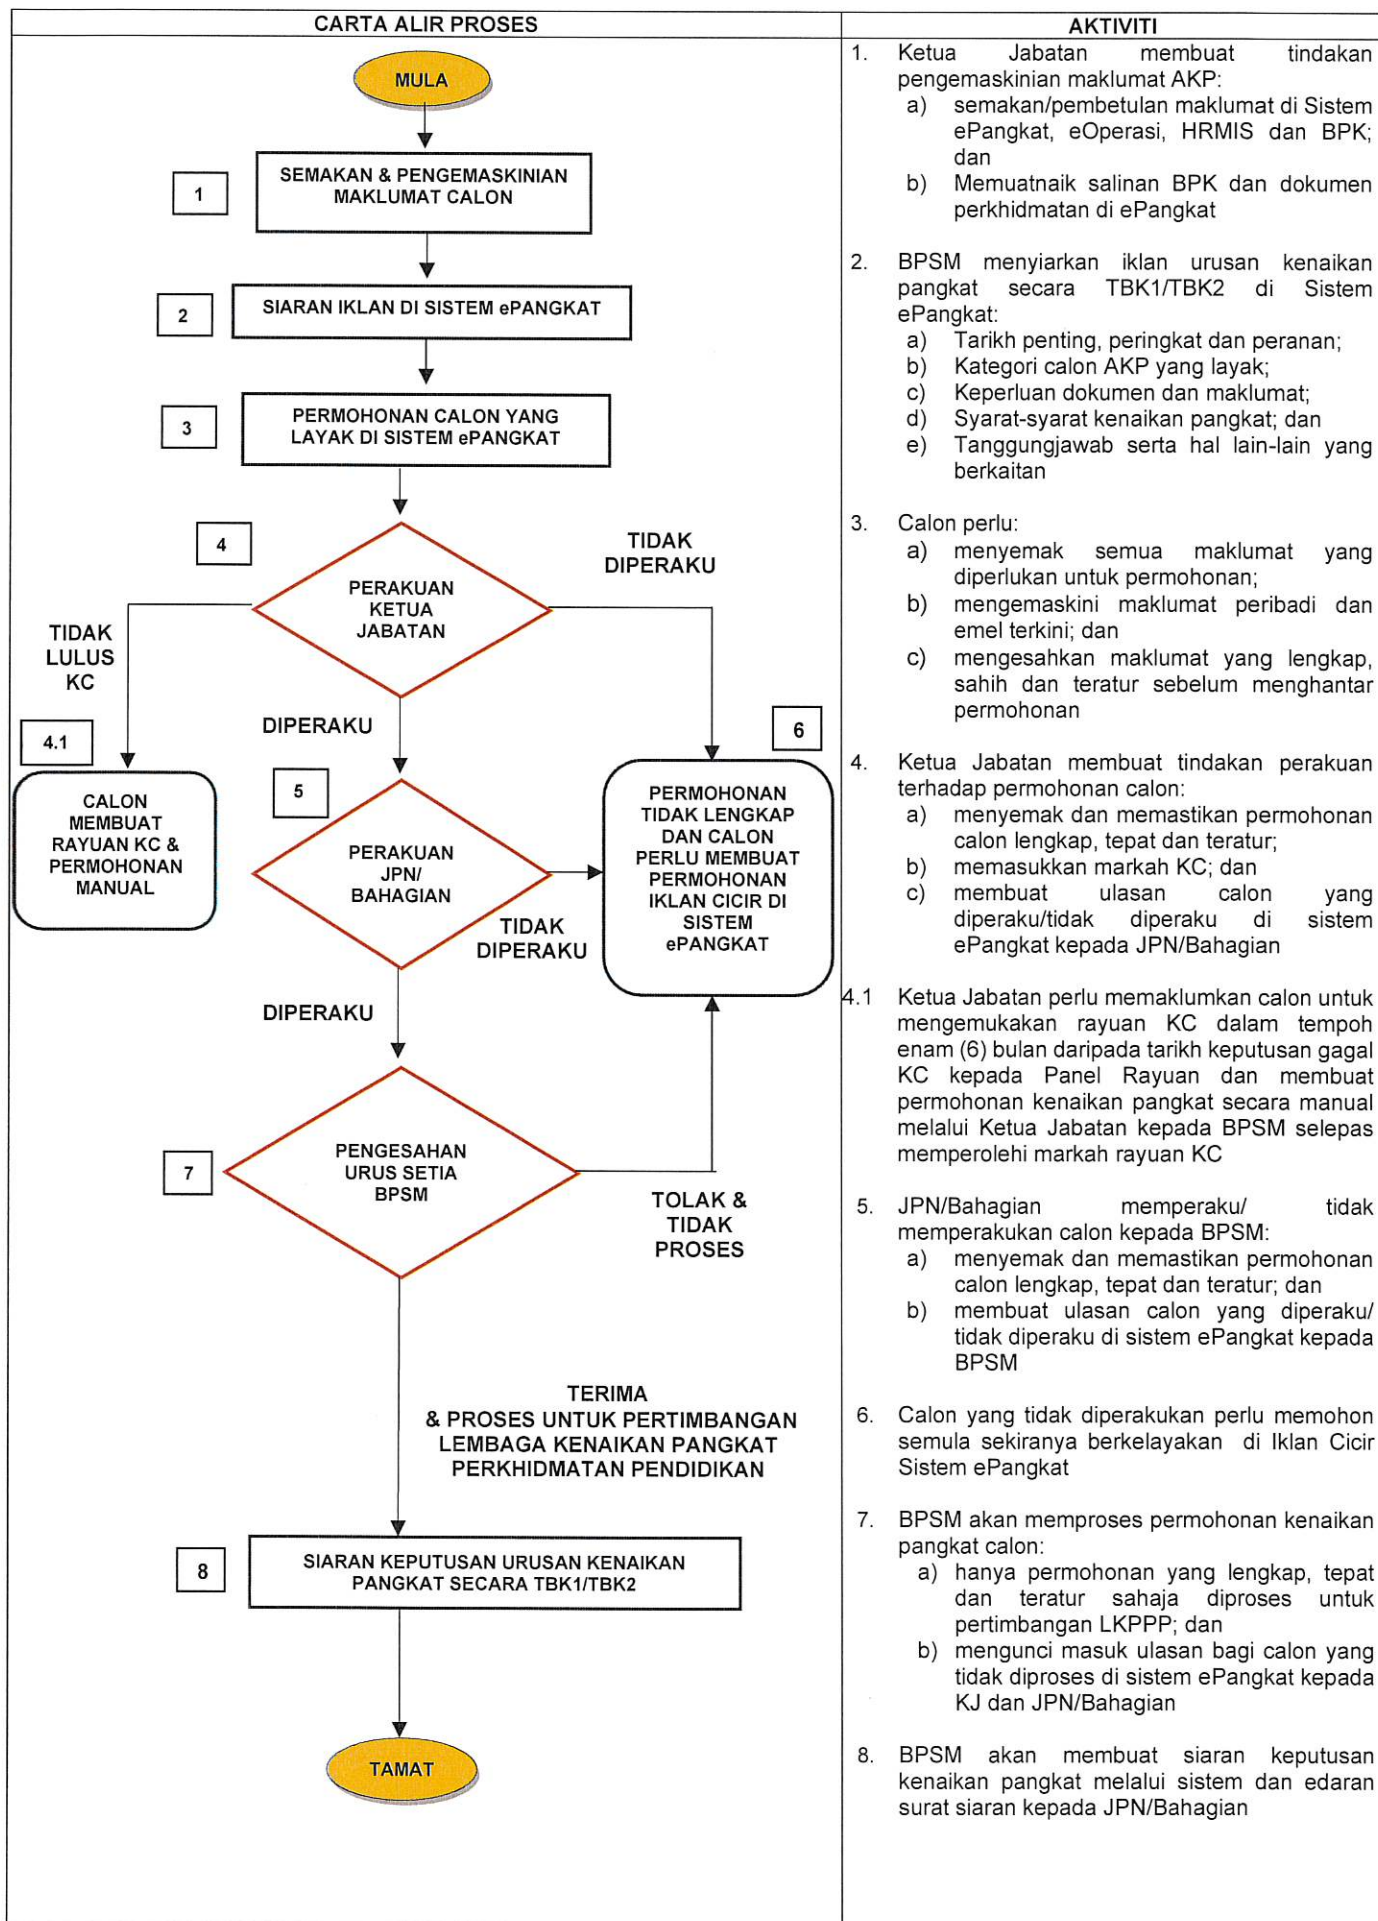 CARTA ALIR PROSES
MULA
1
SEMAKAN & PENGEMASKINIAN
MAKLUMAT CALON
2
SIARAN IKLAN DI SISTEM ePANGKAT
3
PERMOHONAN CALON YANG
LAYAK DI SISTEM ePANGKAT
4
PERAKUAN
KETUA
JABATAN
TIDAK
DIPERAKU
TIDAK
LULUS
KC
DIPERAKU
4.1
CALON
MEMBUAT
RAYUAN KC &
PERMOHONAN
MANUAL
5
PERAKUAN
JPN/
BAHAGIAN
TIDAK
DIPERAKU
6
PERMOHONAN
TIDAK LENGKAP
DAN CALON
PERLU MEMBUAT
PERMOHONAN
IKLAN CICIR DI
SISTEM
ePANGKAT
DIPERAKU
7
PENGESAHAN
URUS SETIA
BPSM
TOLAK &
TIDAK
PROSES
TERIMA
& PROSES UNTUK PERTIMBANGAN
LEMBAGA KENAIKAN PANGKAT
PERKHIDMATAN PENDIDIKAN
8
SIARAN KEPUTUSAN URUSAN KENAIKAN
PANGKAT SECARA TBK1/TBK2
TAMAT
AKTIVITI
1. Ketua Jabatan membuat tindakan
pengemaskinian maklumat AKP:
a) semakan/pembetulan maklumat di Sistem
ePangkat, eOperasi, HRMIS dan BPK;
dan
b) Memuatnaik salinan BPK dan dokumen
perkhidmatan di ePangkat
2. BPSM menyiarkan iklan urusan kenaikan
pangkat secara TBK1/TBK2 di Sistem
ePangkat:
a) Tarikh penting, peringkat dan peranan;
b) Kategori calon AKP yang layak;
c) Keperluan dokumen dan maklumat;
d) Syarat-syarat kenaikan pangkat; dan
e) Tanggungjawab serta hal lain-lain yang
berkaitan
3. Calon perlu:
a) menyemak semua maklumat yang
diperlukan untuk permohonan;
b) mengemaskini maklumat peribadi dan
emel terkini; dan
c) mengesahkan maklumat yang lengkap,
sahih dan teratur sebelum menghantar
permohonan
4. Ketua Jabatan membuat tindakan perakuan
terhadap permohonan calon:
a) menyemak dan memastikan permohonan
calon lengkap, tepat dan teratur;
b) memasukkan markah KC; dan
c) membuat ulasan calon yang
diperaku/tidak diperaku di sistem
ePangkat kepada JPN/Bahagian
4.1 Ketua Jabatan perlu memaklumkan calon untuk
mengemukakan rayuan KC dalam tempoh
enam (6) bulan daripada tarikh keputusan gagal
KC kepada Panel Rayuan dan membuat
permohonan kenaikan pangkat secara manual
melalui Ketua Jabatan kepada BPSM selepas
memperolehi markah rayuan KC
5. JPN/Bahagian memperaku/ tidak
memperakukan calon kepada BPSM:
a) menyemak dan memastikan permohonan
calon lengkap, tepat dan teratur; dan
b) membuat ulasan calon yang diperaku/
tidak diperaku di sistem ePangkat kepada
BPSM
6. Calon yang tidak diperakukan perlu memohon
semula sekiranya berkelayakan di Iklan Cicir
Sistem ePangkat
7. BPSM akan memproses permohonan kenaikan
pangkat calon:
a) hanya permohonan yang lengkap, tepat
dan teratur sahaja diproses untuk
pertimbangan LKPPP; dan
b) mengunci masuk ulasan bagi calon yang
tidak diproses di sistem ePangkat kepada
KJ dan JPN/Bahagian
8. BPSM akan membuat siaran keputusan
kenaikan pangkat melalui sistem dan edaran
surat siaran kepada JPN/Bahagian